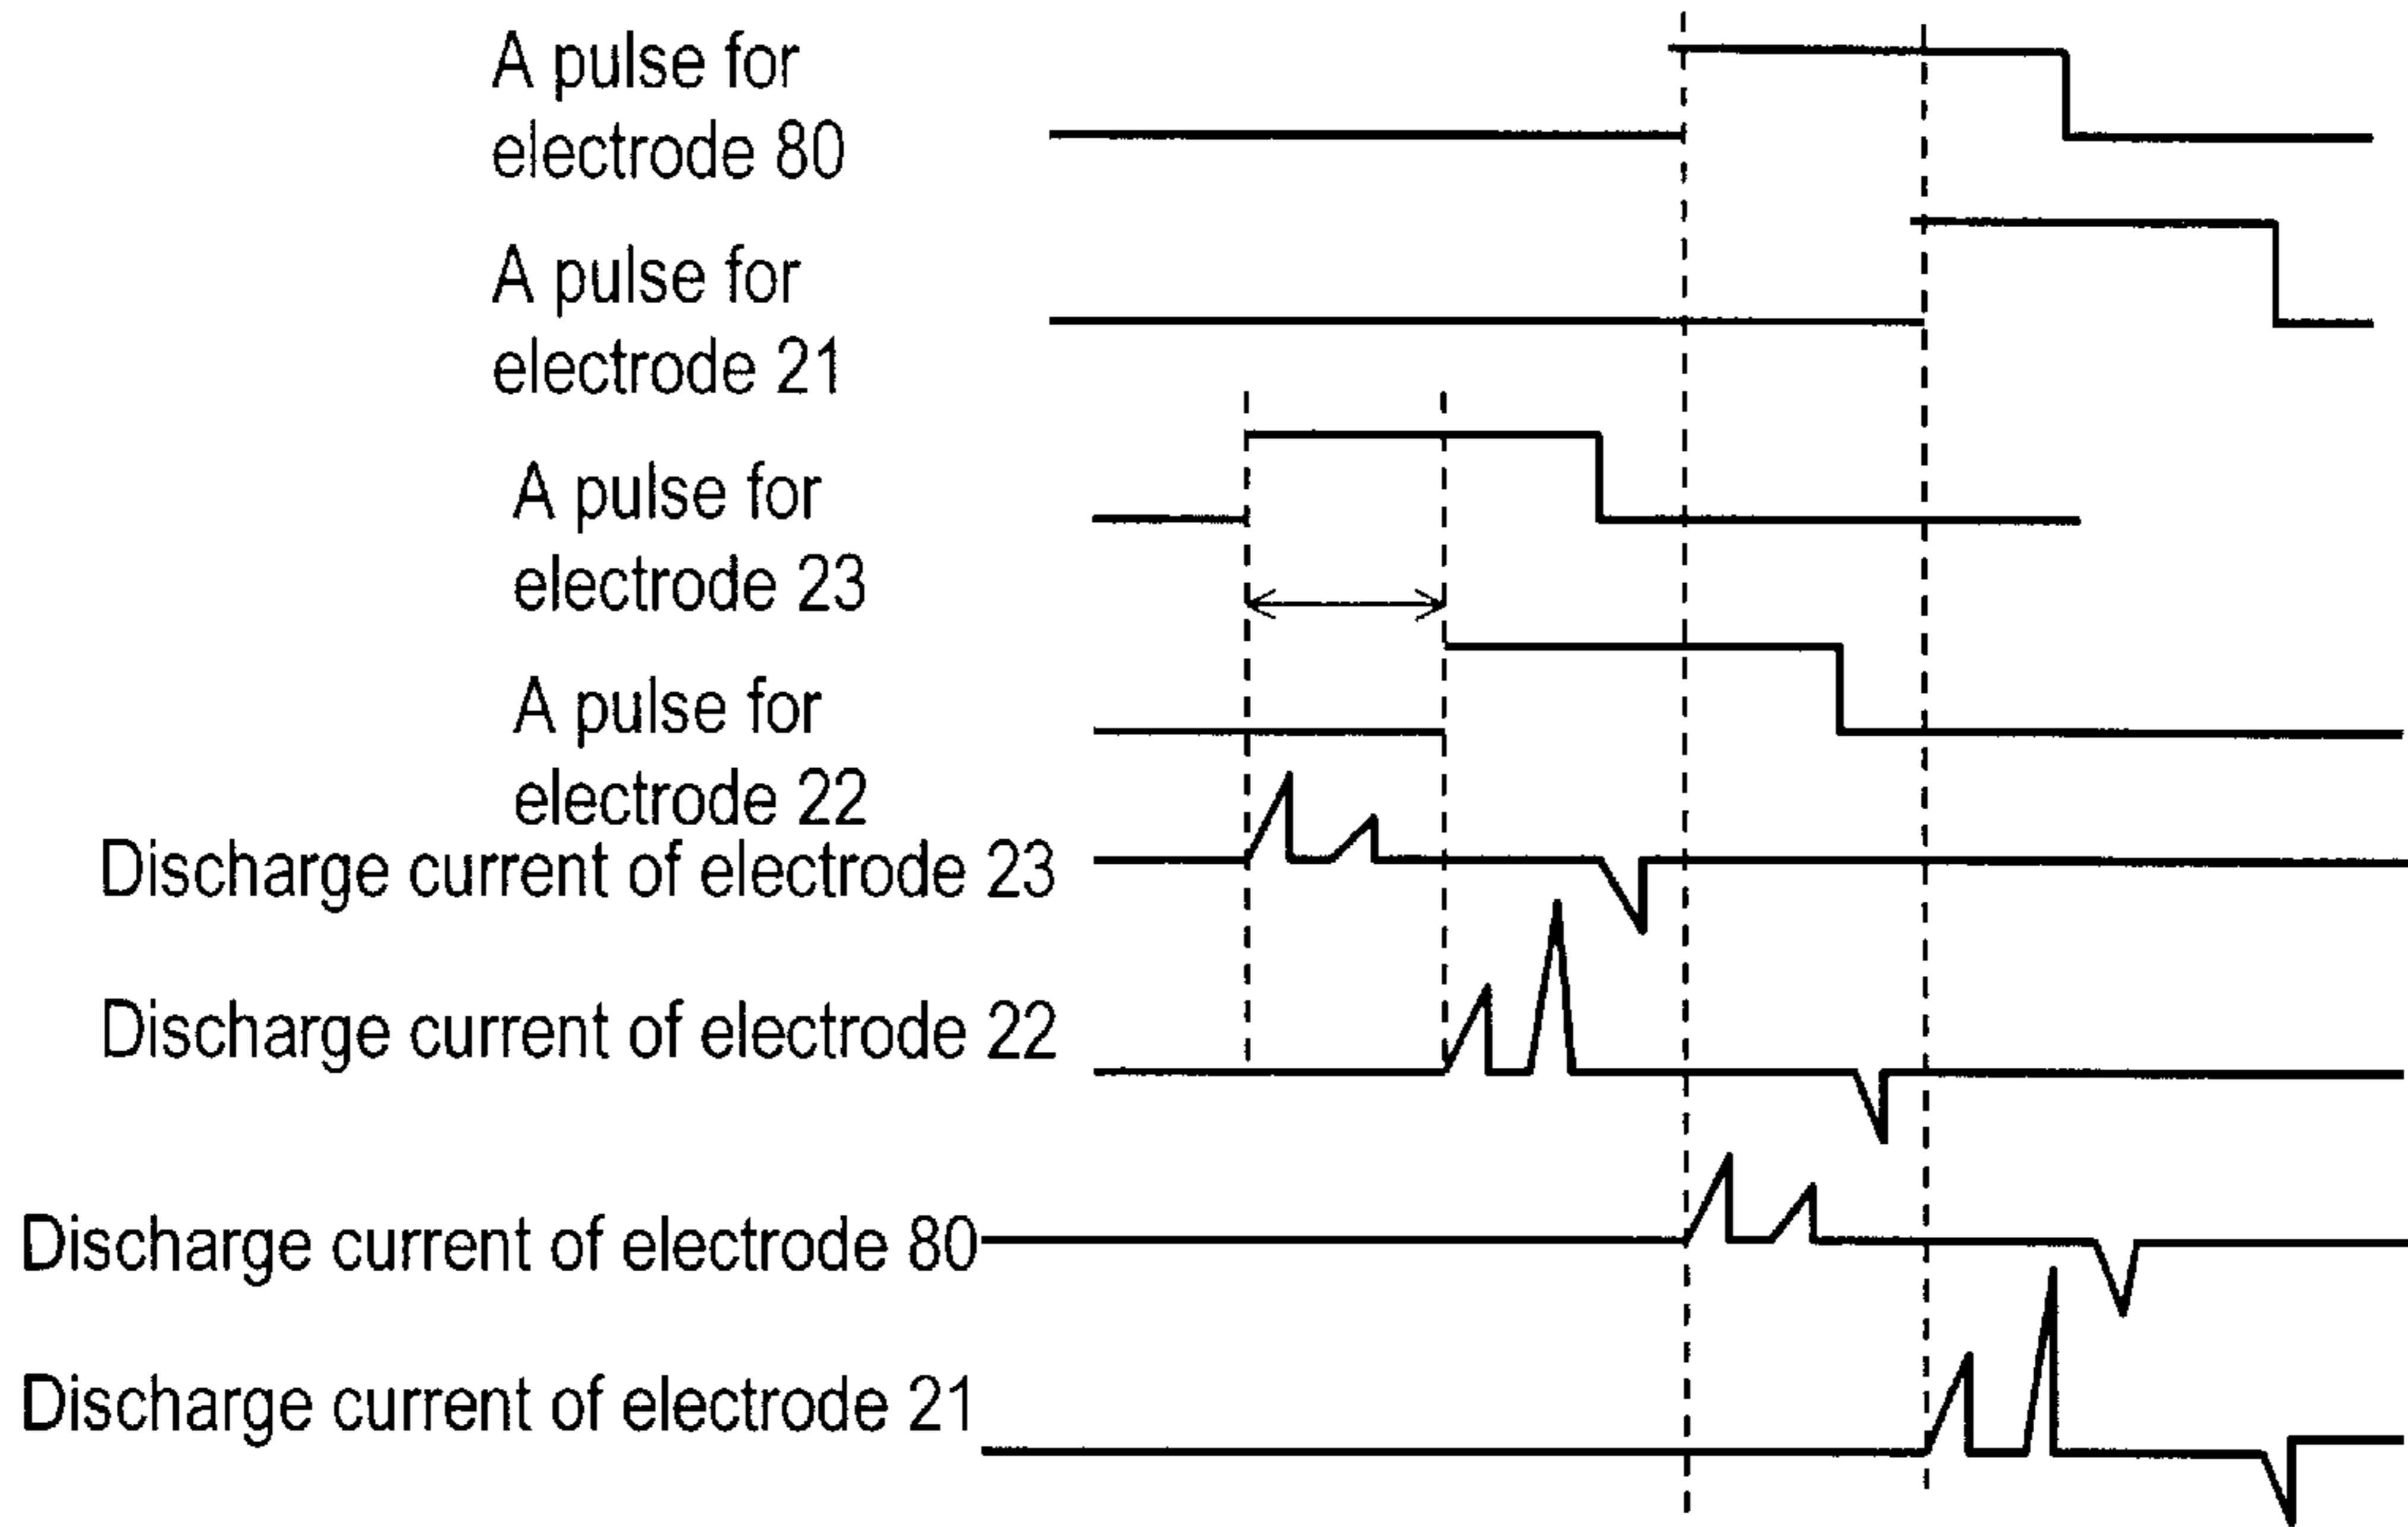 A pulse for
electrode 80
A pulse for
electrode 21
A pulse for
electrode 23
A pulse for
electrode 22
Discharge current of electrode 23
Discharge current of electrode 22
Discharge current of electrode 80
Discharge current of electrode 21